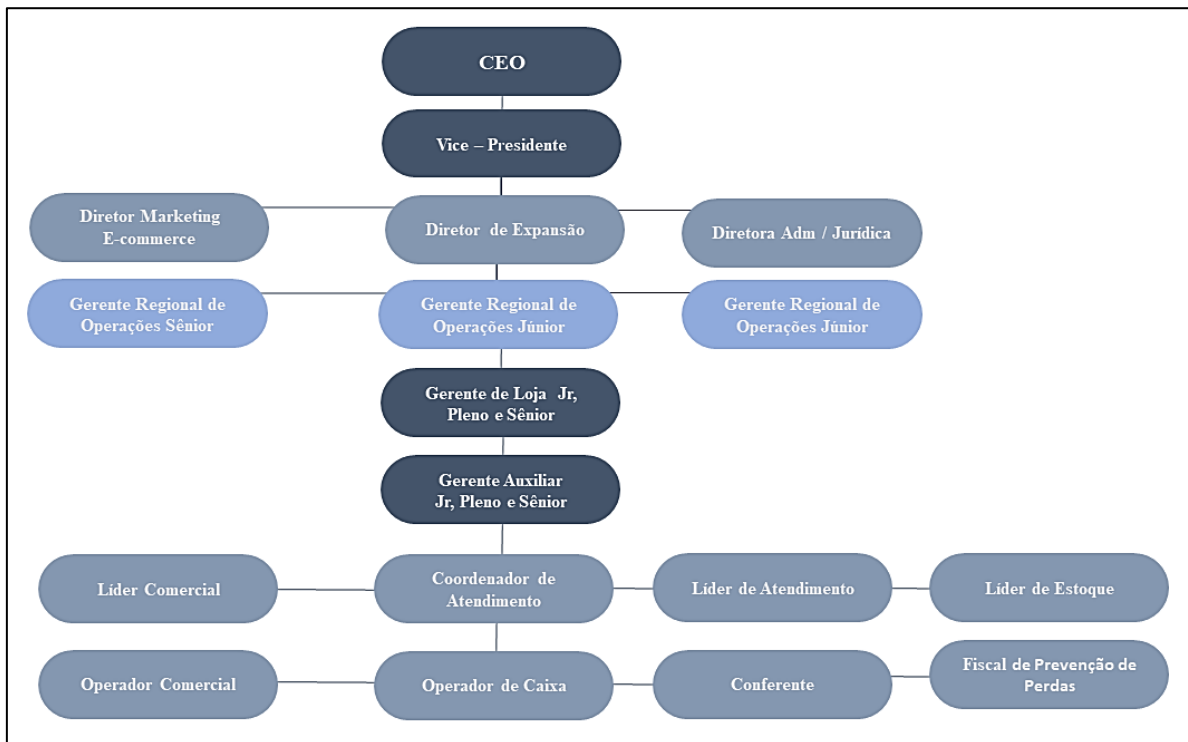 CEO
Vice – Presidente
Diretor Marketing
E-commerce
Diretor de Expansão
Diretora Adm / Jurídica
Gerente Regional de
Operações Sênior
Gerente Regional de
Operações Júnior
Gerente Regional de
Operações Júnior
Gerente de Loja Jr,
Pleno e Sênior
Gerente Auxiliar
Jr, Pleno e Sênior
Líder Comercial
Coordenador de
Atendimento
Líder de Atendimento
Líder de Estoque
Operador Comercial
Operador de Caixa
Conferente
Fiscal de Prevenção de
Perdas